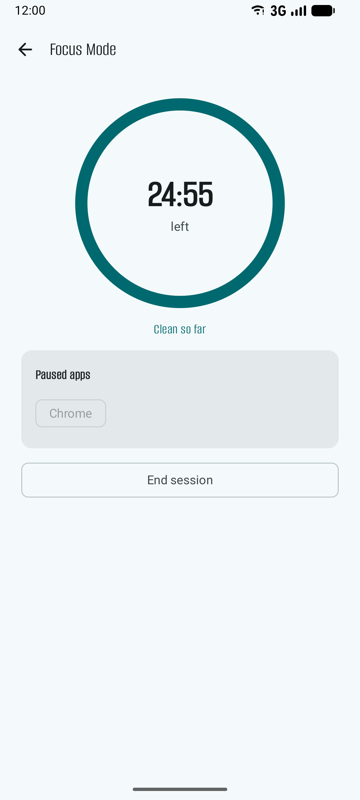 12:00
3G
Focus Mode
24:55
left
Clean so far
Paused apps
Chrome
End session